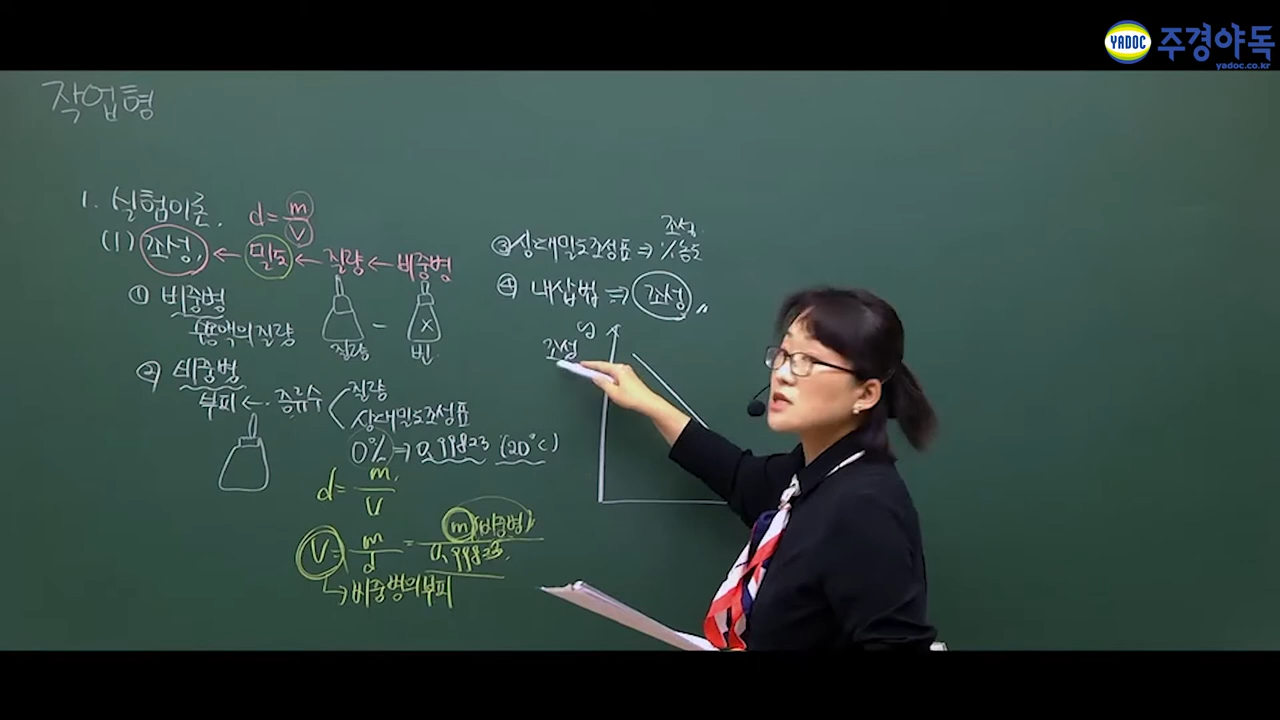 YADOC 주경야독
yadoc.co.kr
작업형
1. 실험이론.
d = m/V
(1) 조성. ← 밀도 ← 질량 ← 비중병
① 비중병
용액의 질량
질량 - 빈
X
② 비중병
부피 ← 증류수
질량
상대밀도조성표
0% → 0.99823 (20°C)
d = m/V
V = m/d = m(비중병)/0.99823
↳ 비중병의 부피
③ 상대밀도조성표 ⇒ % 농도
조성.
④ 내삽법 ⇒ 조성
y
조성